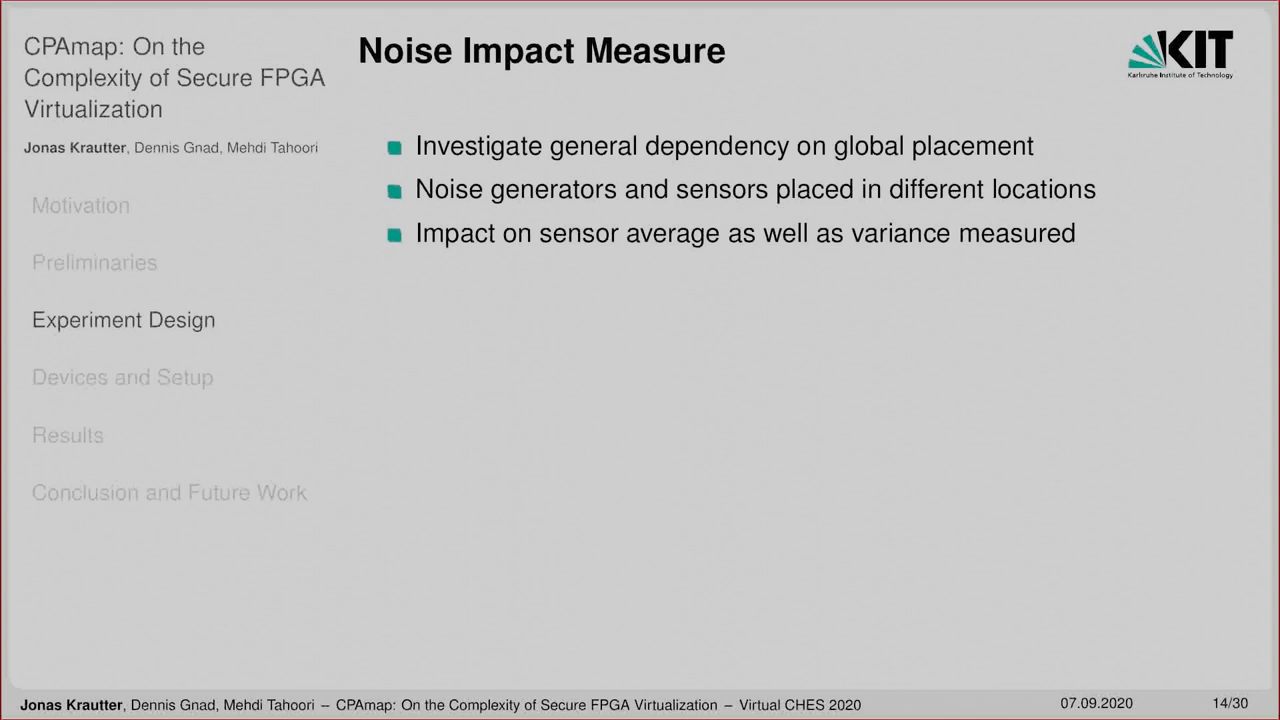 CPAmap: On the
Complexity of Secure FPGA
Virtualization
Jonas Krautter, Dennis Gnad, Mehdi Tahoori
Motivation
Preliminaries
Experiment Design
Devices and Setup
Results
Conclusion and Future Work
Noise Impact Measure
KIT
Karlsruhe Institute of Technology
Investigate general dependency on global placement
Noise generators and sensors placed in different locations
Impact on sensor average as well as variance measured
Jonas Krautter, Dennis Gnad, Mehdi Tahoori – CPAmap: On the Complexity of Secure FPGA Virtualization – Virtual CHES 2020
07.09.2020
14/30